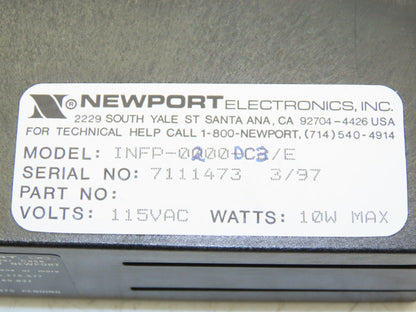 N® NEWPORT ELECTRONICS, INC.
2229 SOUTH YALE ST SANTA ANA, CA 92704-4426 USA
FOR TECHNICAL HELP CALL 1-800-NEWPORT, (714) 540-4914
MODEL: INFP-0200-DC3/E
SERIAL NO: 7111473 3/97
PART NO:
VOLTS: 115VAC WATTS: 10W MAX
NEWPORT